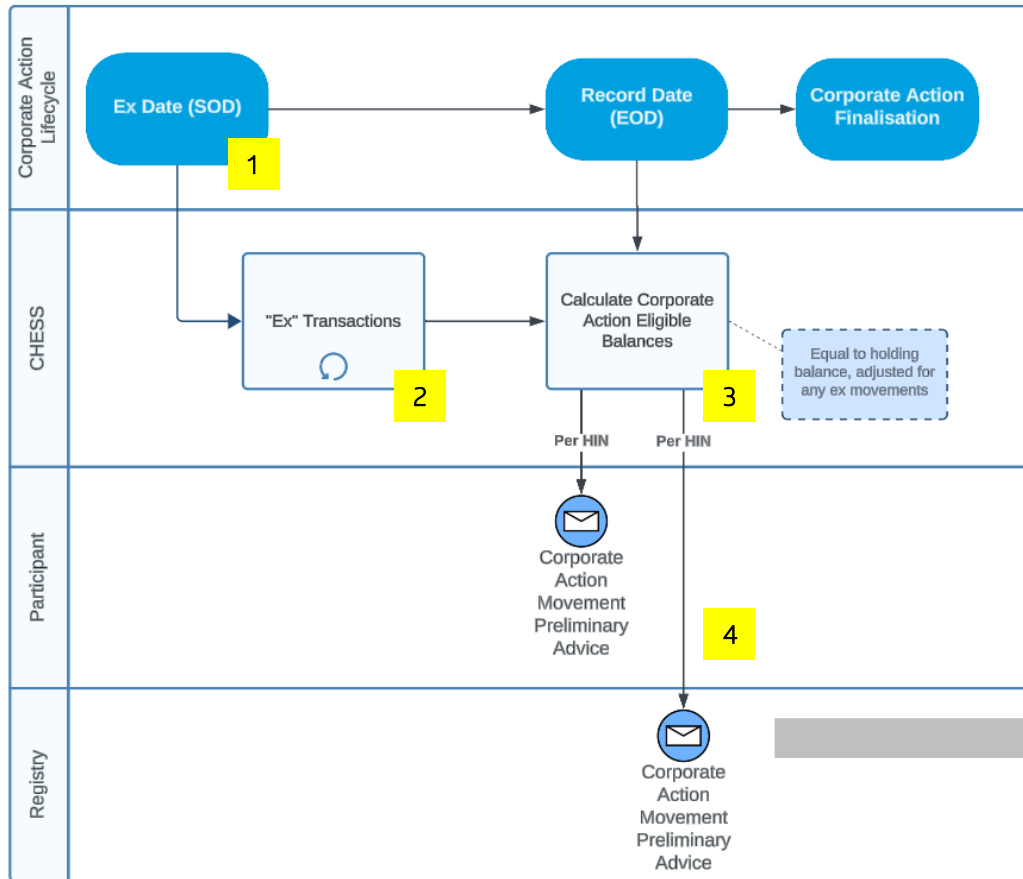 Corporate Action
Lifecycle
Ex Date (SOD)
1
Record Date
(EOD)
Corporate Action
Finalisation
CHESS
"Ex" Transactions
2
Calculate Corporate
Action Eligible
Balances
3
Equal to holding
balance, adjusted for
any ex movements
Per HIN
Per HIN
Participant
Corporate
Action
Movement
Preliminary
Advice
4
Registry
Corporate
Action
Movement
Preliminary
Advice